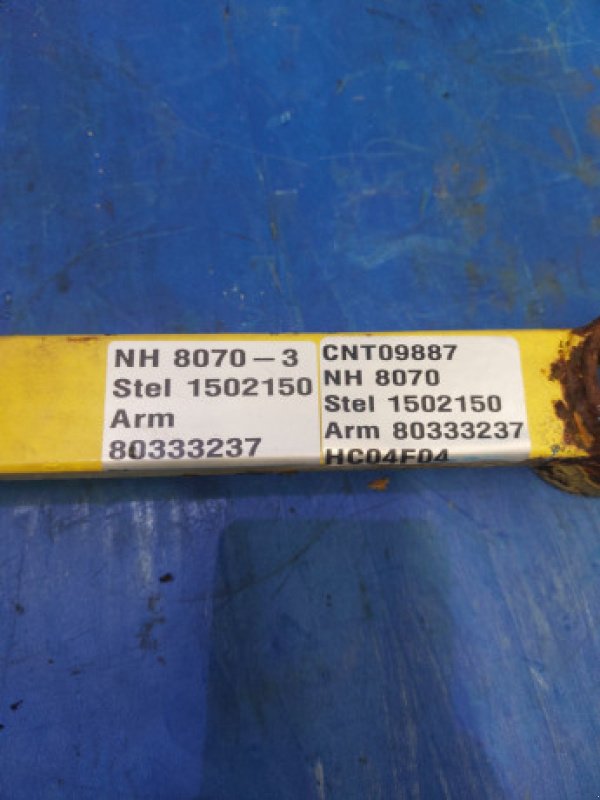 NH 8070-3
Stel 1502150
Arm
80333237
CNT09887
NH 8070
Stel 1502150
Arm 80333237
HC04F04